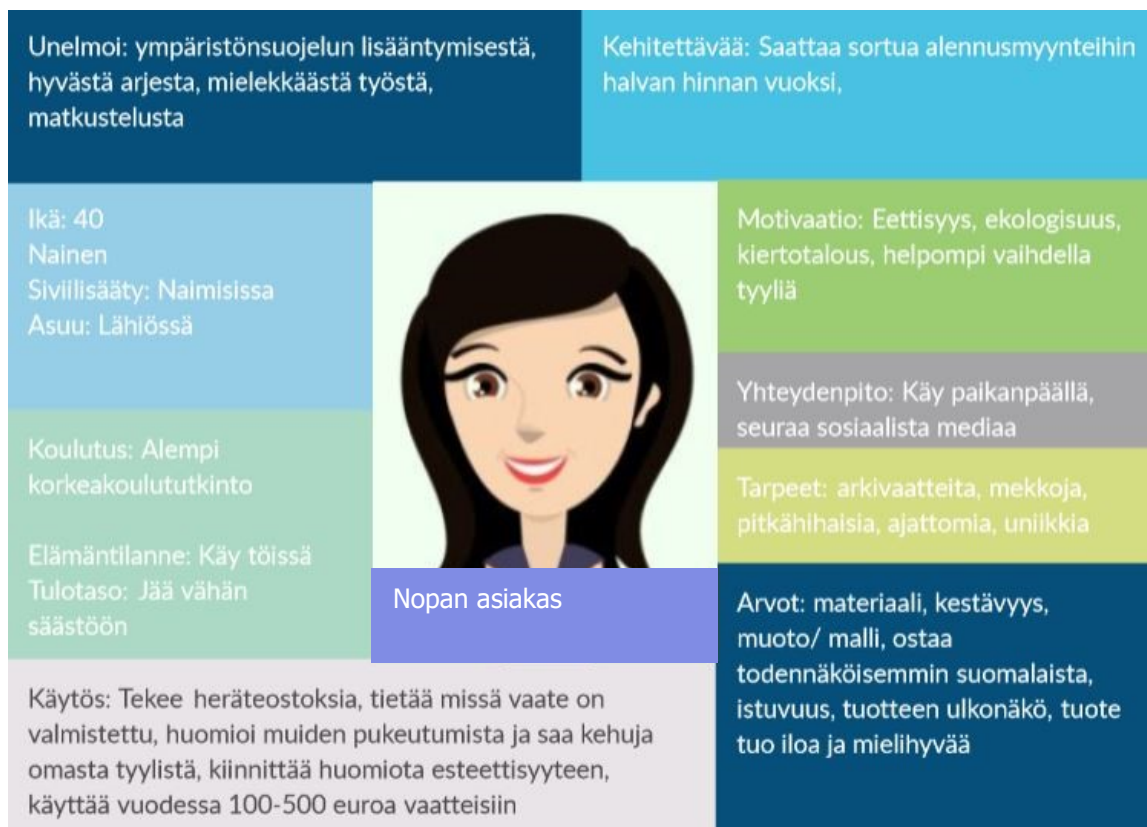 Unelmoi: ympäristönsuojelun lisääntymisestä,
hyvästä arjesta, mielekkäästä työstä,
matkustelusta
Kehitettävää: Saattaa sortua alennusmyynteihin
halvan hinnan vuoksi,
Ikä: 40
Nainen
Siviilisääty: Naimisissa
Asuu: Lähiössä
Motivaatio: Eettisyys, ekologisuus,
kiertotalous, helpompi vaihdella
tyyliä
Yhteydenpito: Käy paikanpäällä,
seuraa sosiaalista mediaa
Koulutus: Alempi
korkeakoulututkinto
Elämäntilanne: Käy töissä
Tulotaso: Jää vähän
säästöön
Tarpeet: arkivaatteita, mekkoja,
pitkähihaisia, ajattomia, uniikkia
Nopan asiakas
Arvot: materiaali, kestävyys,
muoto/ malli, ostaa
todennäköisemmin suomalaista,
istuvuus, tuotteen ulkonäkö, tuote
tuo iloa ja mielihyvää
Käytös: Tekee heräteostoksia, tietää missä vaate on
valmistettu, huomioi muiden pukeutumista ja saa kehuja
omasta tyylistä, kiinnittää huomiota esteettisyyteen,
käyttää vuodessa 100-500 euroa vaatteisiin